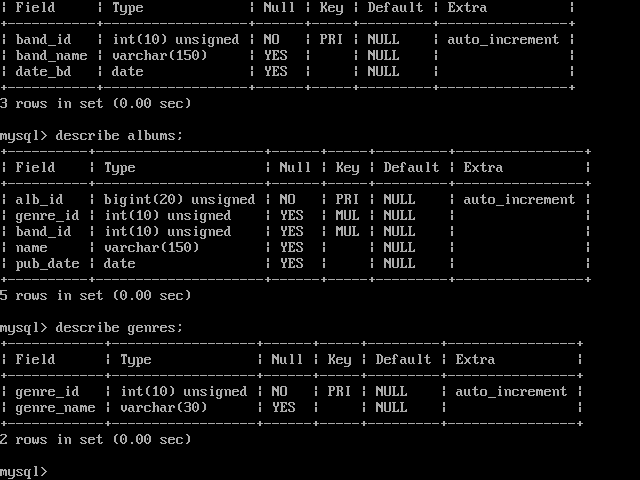 | Field | Type | Null | Key | Default | Extra |
+-----------+------------------+------+-----+---------+----------------+
| band_id | int(10) unsigned | NO | PRI | NULL | auto_increment |
| band_name | varchar(150) | YES | | NULL | |
| date_bd | date | YES | | NULL | |
+-----------+------------------+------+-----+---------+----------------+
3 rows in set (0.00 sec)
mysql> describe albums;
+----------+---------------------+------+-----+---------+----------------+
| Field | Type | Null | Key | Default | Extra |
+----------+---------------------+------+-----+---------+----------------+
| alb_id | bigint(20) unsigned | NO | PRI | NULL | auto_increment |
| genre_id | int(10) unsigned | YES | MUL | NULL | |
| band_id | int(10) unsigned | YES | MUL | NULL | |
| name | varchar(150) | YES | | NULL | |
| pub_date | date | YES | | NULL | |
+----------+---------------------+------+-----+---------+----------------+
5 rows in set (0.00 sec)
mysql> describe genres;
+------------+------------------+------+-----+---------+----------------+
| Field | Type | Null | Key | Default | Extra |
+------------+------------------+------+-----+---------+----------------+
| genre_id | int(10) unsigned | NO | PRI | NULL | auto_increment |
| genre_name | varchar(30) | YES | | NULL | |
+------------+------------------+------+-----+---------+----------------+
2 rows in set (0.00 sec)
mysql>